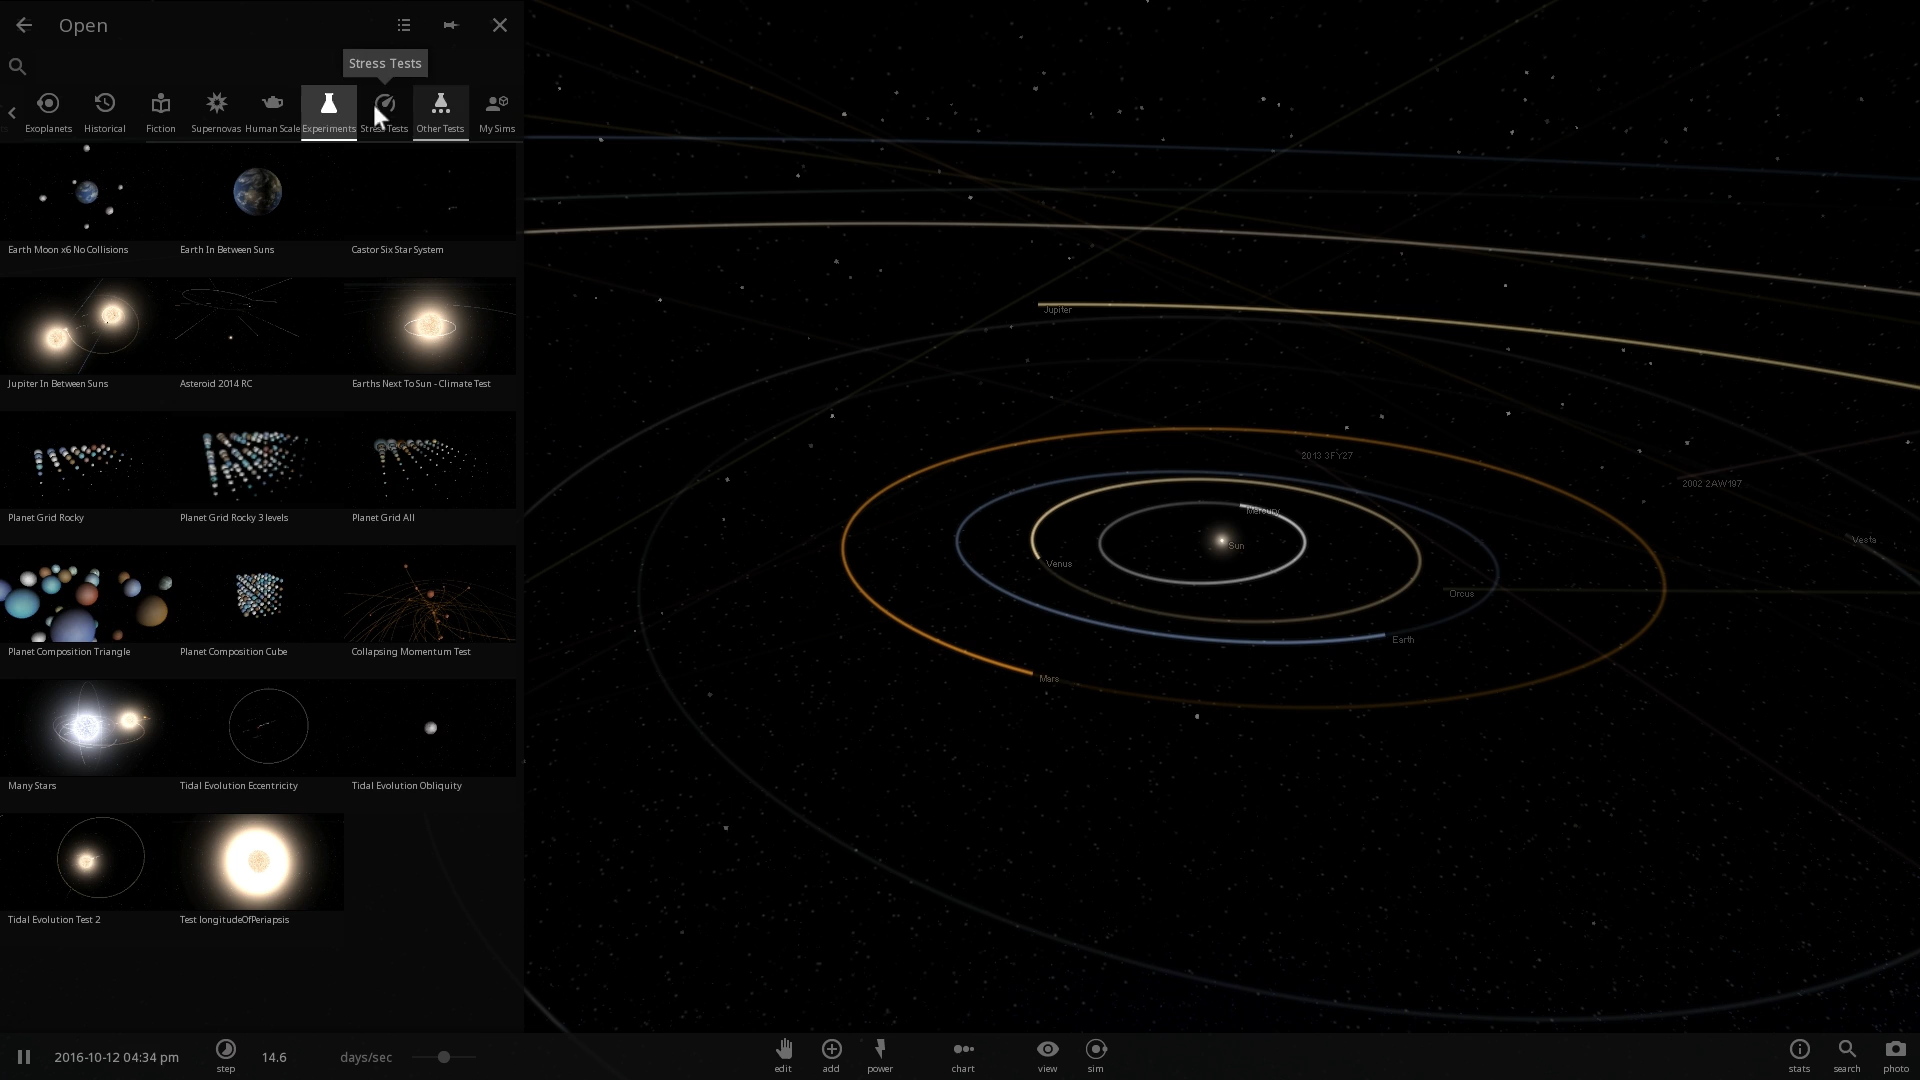 Open
Stress Tests
Exoplanets
Historical
Fiction
Supernovas
Human Scale
Experiments
Stress Tests
Other Tests
My Sims
Earth Moon x6 No Collisions
Earth In Between Suns
Castor Six Star System
Jupiter In Between Suns
Asteroid 2014 RC
Earths Next To Sun - Climate Test
Planet Grid Rocky
Planet Grid Rocky 3 levels
Planet Grid All
Planet Composition Triangle
Planet Composition Cube
Collapsing Momentum Test
Many Stars
Tidal Evolution Eccentricity
Tidal Evolution Obliquity
Tidal Evolution Test 2
Test longitudeOfPeriapsis
Jupiter
2013 3FY27
2002 2AW197
Mercury
Sun
Vesta
Venus
Orcus
Earth
Mars
2016-10-12 04:34 pm
step
14.6
days/sec
edit
add
power
chart
view
sim
stats
search
photo